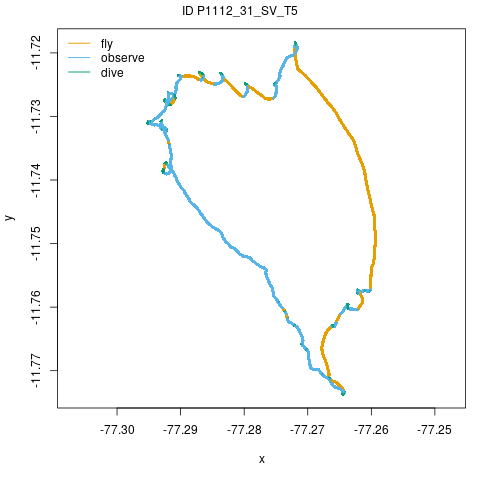 ID P1112_31_SV_T5
fly
observe
dive
-11.72
-11.73
-11.74
-11.75
-11.76
-11.77
y
-77.30
-77.29
-77.28
-77.27
-77.26
-77.25
x